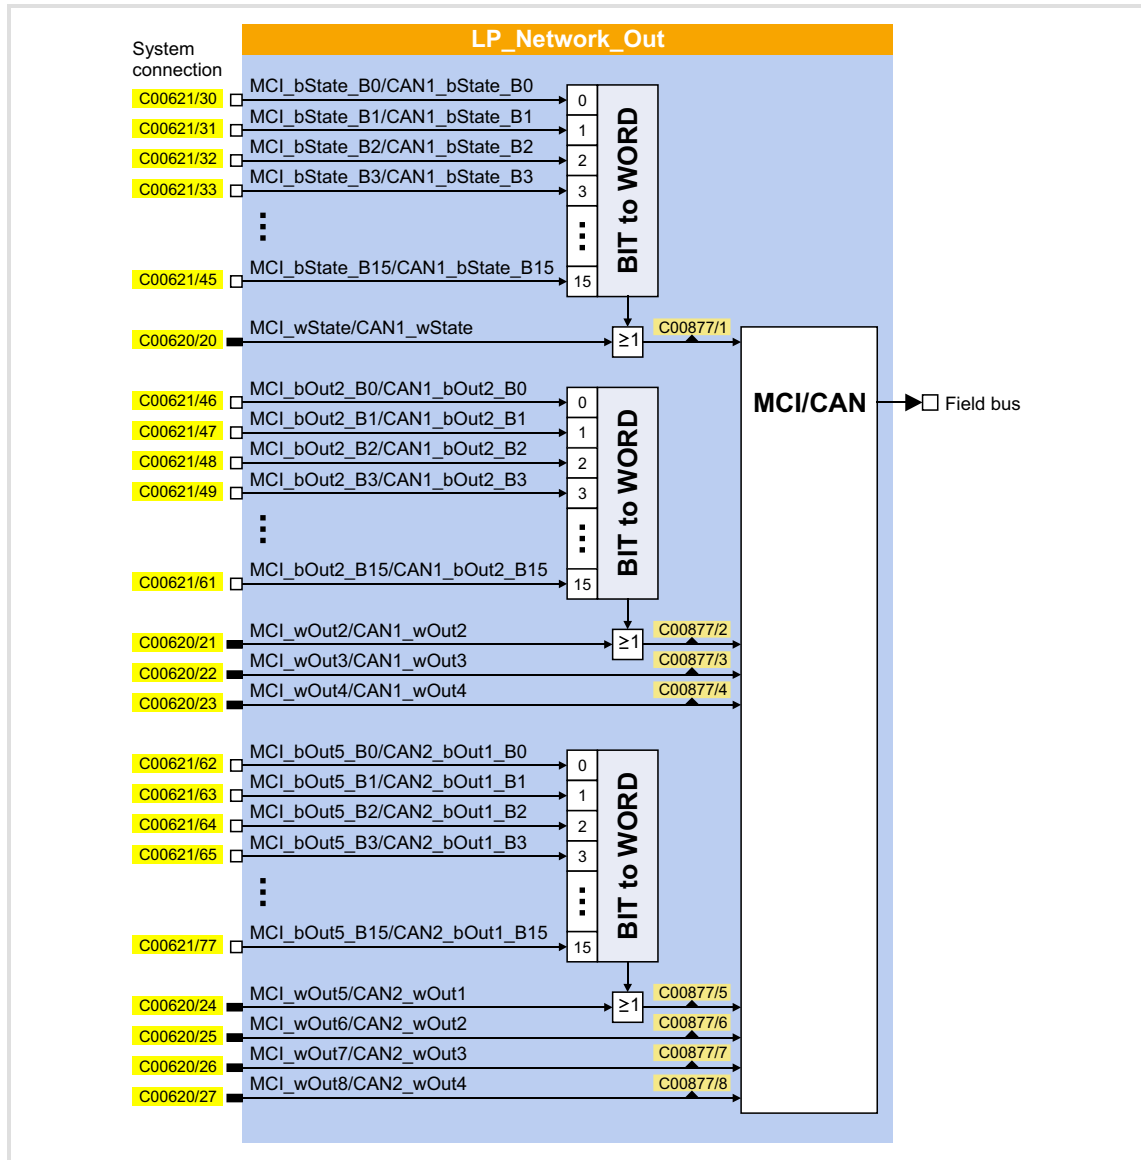 LP_Network_Out
System
connection
C00621/30 MCI_bState_B0/CAN1_bState_B0 0
C00621/31 MCI_bState_B1/CAN1_bState_B1 1
C00621/32 MCI_bState_B2/CAN1_bState_B2 2
C00621/33 MCI_bState_B3/CAN1_bState_B3 3
BIT to WORD
C00621/45 MCI_bState_B15/CAN1_bState_B15 15
C00620/20 MCI_wState/CAN1_wState ≥1 C00877/1
MCI/CAN
Field bus
C00621/46 MCI_bOut2_B0/CAN1_bOut2_B0 0
C00621/47 MCI_bOut2_B1/CAN1_bOut2_B1 1
C00621/48 MCI_bOut2_B2/CAN1_bOut2_B2 2
C00621/49 MCI_bOut2_B3/CAN1_bOut2_B3 3
BIT to WORD
C00621/61 MCI_bOut2_B15/CAN1_bOut2_B15 15
C00620/21 MCI_wOut2/CAN1_wOut2 ≥1 C00877/2
C00620/22 MCI_wOut3/CAN1_wOut3 C00877/3
C00620/23 MCI_wOut4/CAN1_wOut4 C00877/4
C00621/62 MCI_bOut5_B0/CAN2_bOut1_B0 0
C00621/63 MCI_bOut5_B1/CAN2_bOut1_B1 1
C00621/64 MCI_bOut5_B2/CAN2_bOut1_B2 2
C00621/65 MCI_bOut5_B3/CAN2_bOut1_B3 3
BIT to WORD
C00621/77 MCI_bOut5_B15/CAN2_bOut1_B15 15
C00620/24 MCI_wOut5/CAN2_wOut1 ≥1 C00877/5
C00620/25 MCI_wOut6/CAN2_wOut2 C00877/6
C00620/26 MCI_wOut7/CAN2_wOut3 C00877/7
C00620/27 MCI_wOut8/CAN2_wOut4 C00877/8